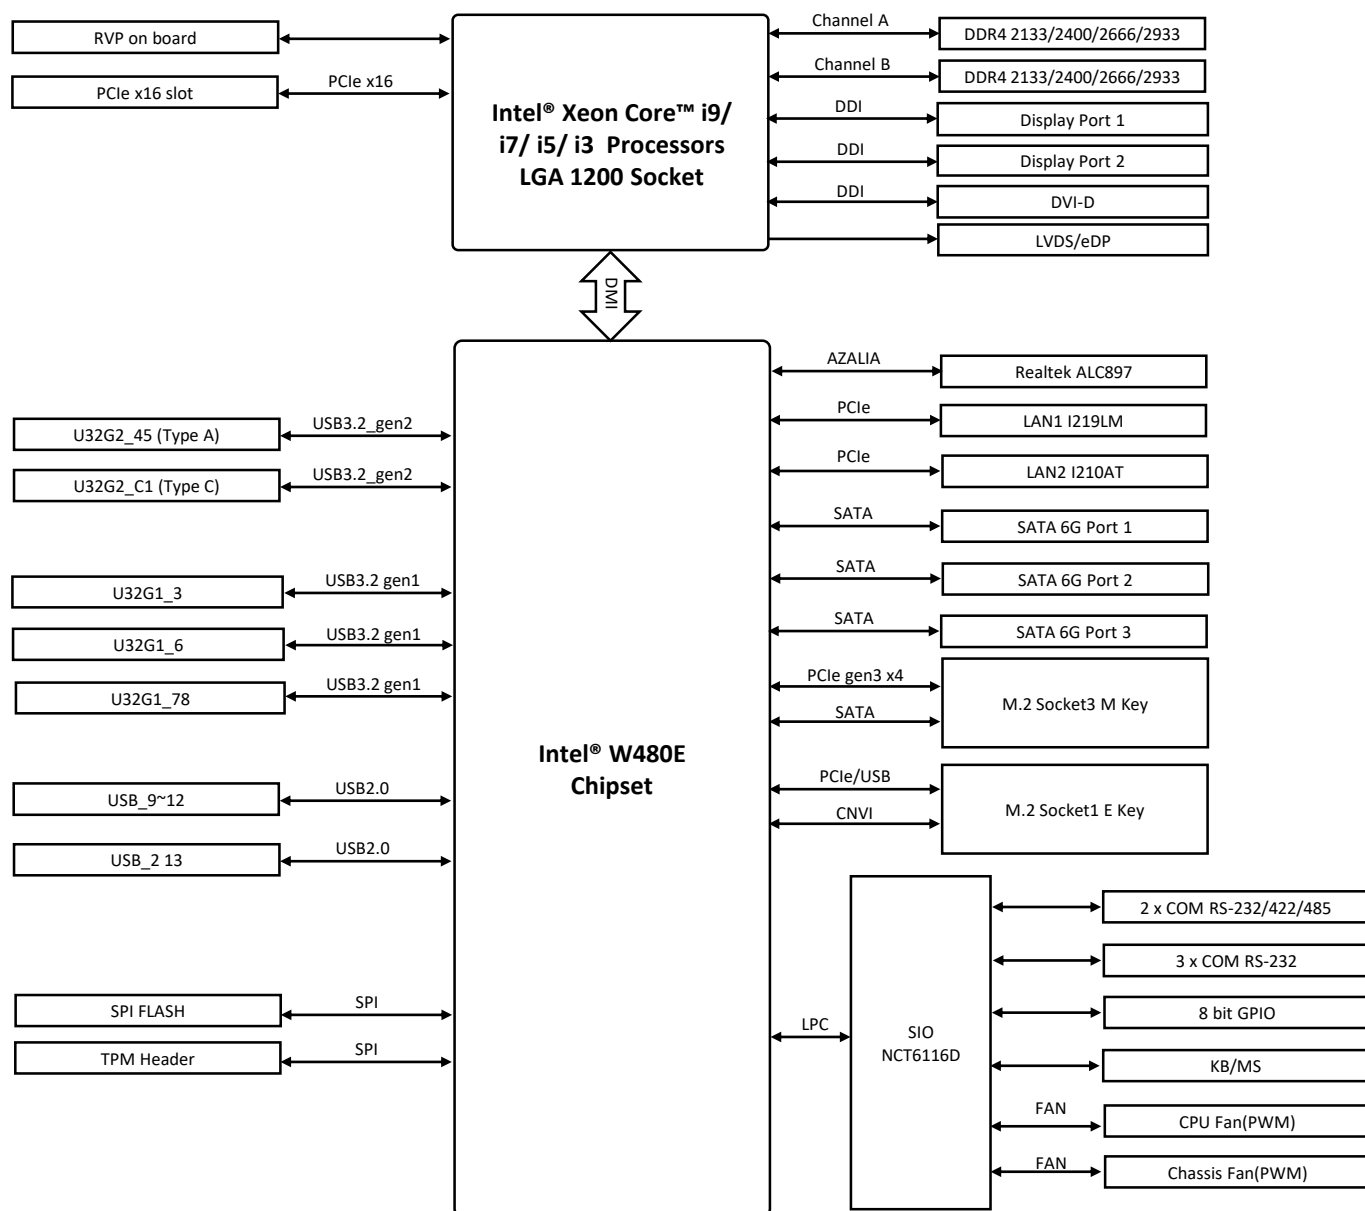 RVP on board
PCIe x16 slot
PCIe x16
Intel® Xeon Core™ i9/
i7/ i5/ i3 Processors
LGA 1200 Socket
Channel A
DDR4 2133/2400/2666/2933
Channel B
DDR4 2133/2400/2666/2933
DDI
Display Port 1
DDI
Display Port 2
DDI
DVI-D
LVDS/eDP
DMI
U32G2_45 (Type A)
USB3.2_gen2
U32G2_C1 (Type C)
USB3.2_gen2
U32G1_3
USB3.2 gen1
U32G1_6
USB3.2 gen1
U32G1_78
USB3.2 gen1
USB_9~12
USB2.0
USB_2 13
USB2.0
SPI FLASH
SPI
TPM Header
SPI
Intel® W480E
Chipset
AZALIA
Realtek ALC897
PCIe
LAN1 I219LM
PCIe
LAN2 I210AT
SATA
SATA 6G Port 1
SATA
SATA 6G Port 2
SATA
SATA 6G Port 3
PCIe gen3 x4
SATA
M.2 Socket3 M Key
PCIe/USB
CNVI
M.2 Socket1 E Key
LPC
SIO
NCT6116D
2 x COM RS-232/422/485
3 x COM RS-232
8 bit GPIO
KB/MS
FAN
CPU Fan(PWM)
FAN
Chassis Fan(PWM)